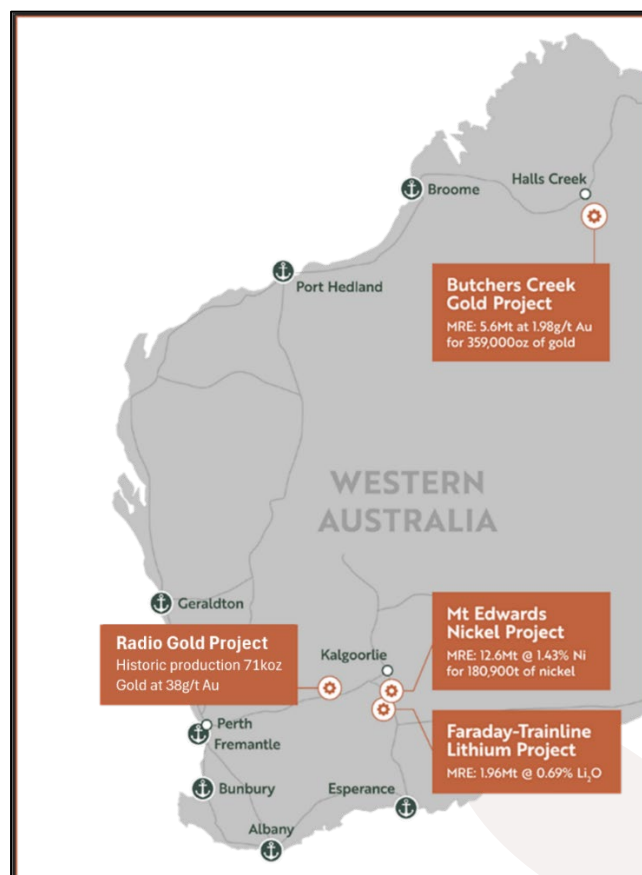 Halls Creek
Broome
Port Hedland
Butchers Creek
Gold Project
MRE: 5.6Mt at 1.98g/t Au
for 359,000oz of gold
WESTERN
AUSTRALIA
Geraldton
Radio Gold Project
Historic production 71koz
Gold at 38g/t Au
Kalgoorlie
Mt Edwards
Nickel Project
MRE: 12.6Mt @ 1.43% Ni
for 180,900t of nickel
Perth
Fremantle
Faraday-Trainline
Lithium Project
MRE: 1.96Mt @ 0.69% Li₂O
Bunbury
Esperance
Albany